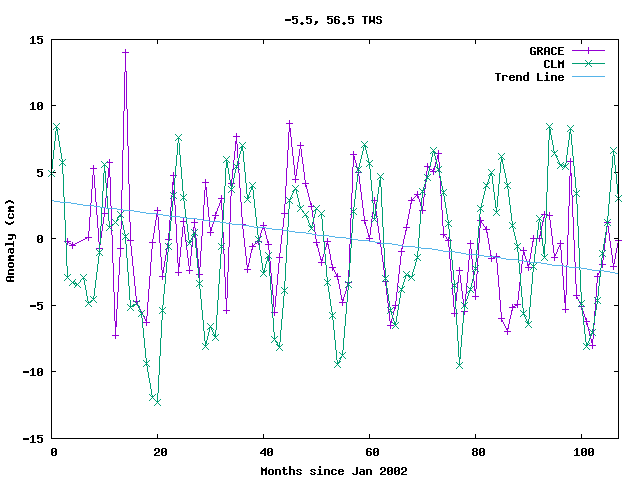 -5.5, 56.5 TWS
GRACE
CLM
Trend Line
Anomaly (cm)
15
10
5
0
-5
-10
-15
0 20 40 60 80 100
Months since Jan 2002